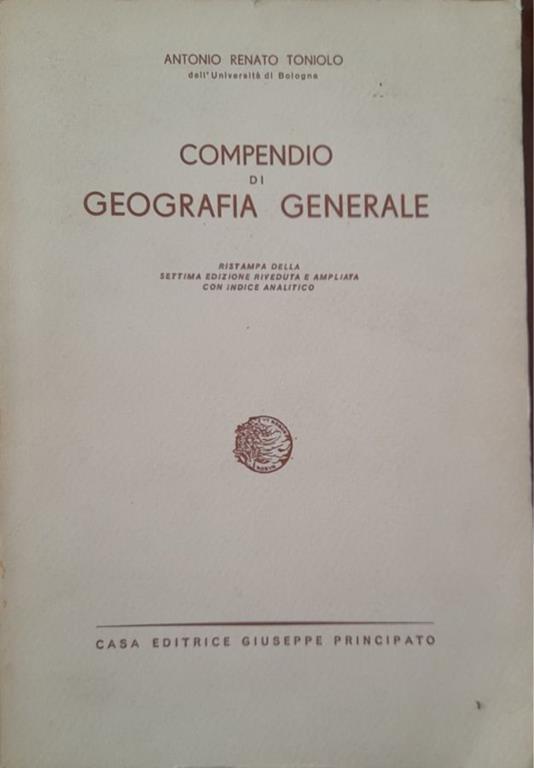 ANTONIO RENATO TONIOLO
dell'Università di Bologna
COMPENDIO
DI
GEOGRAFIA GENERALE
RISTAMPA DELLA
SETTIMA EDIZIONE RIVEDUTA E AMPLIATA
CON INDICE ANALITICO
CASA EDITRICE GIUSEPPE PRINCIPATO